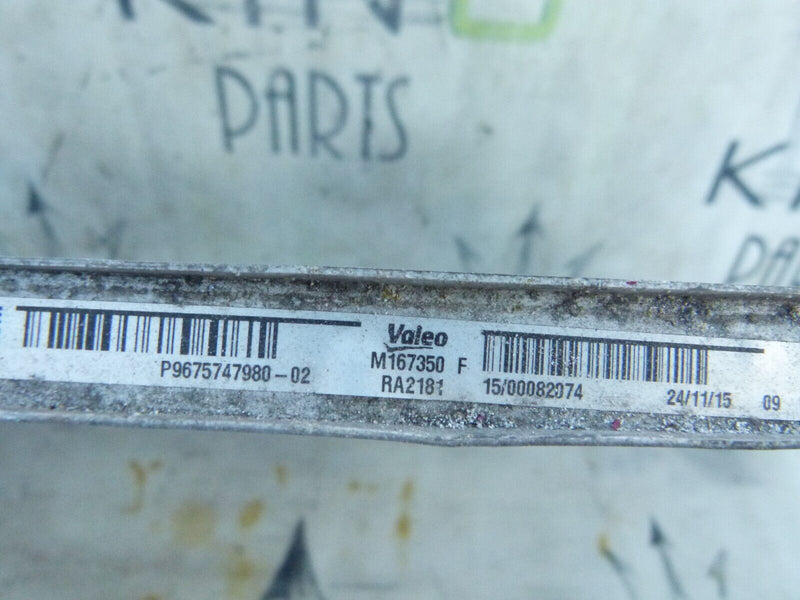 PARTS
Valeo
P9675747980-02
M167350 F
RA2181
15/00082074
24/11/15 09